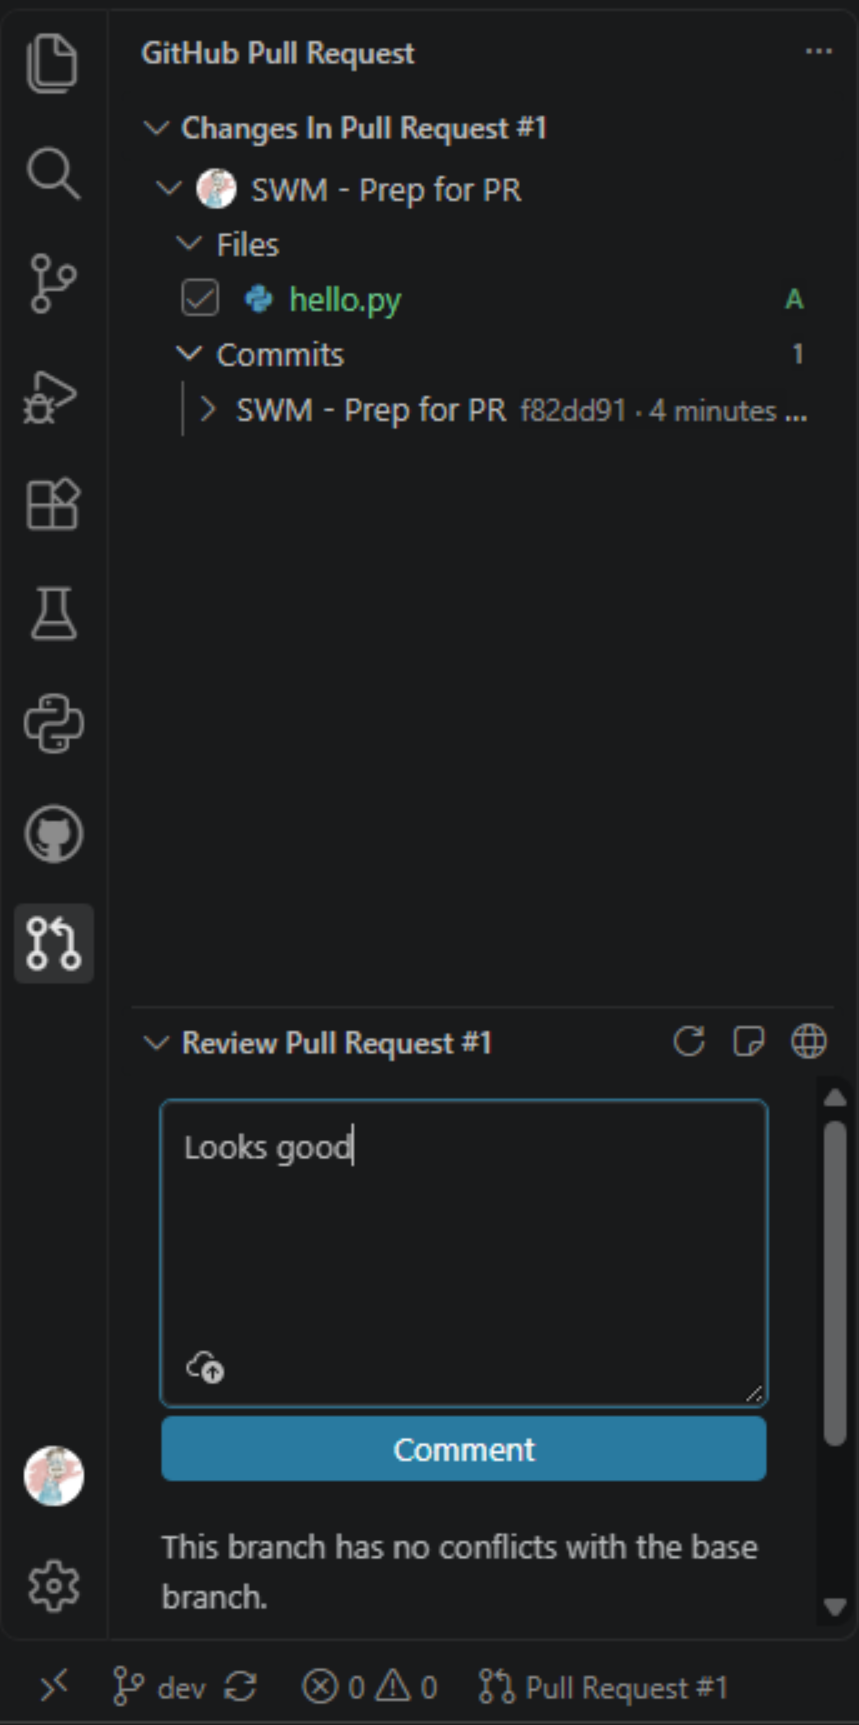 GitHub Pull Request
Changes In Pull Request #1
SWM - Prep for PR
Files
hello.py A
Commits 1
SWM - Prep for PR f82dd91 · 4 minutes ...
Review Pull Request #1
Looks good
Comment
This branch has no conflicts with the base
branch.
dev 0 0 Pull Request #1